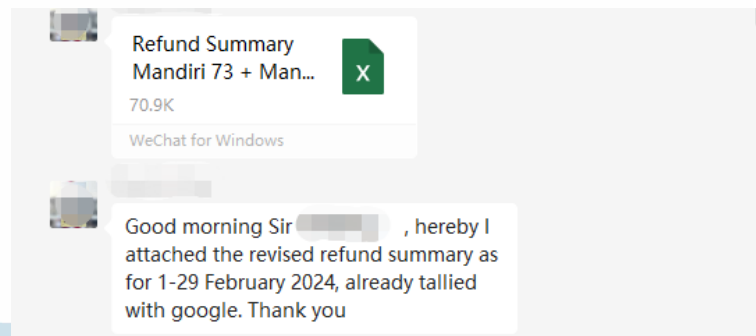 Refund Summary
Mandiri 73 + Man...
X
70.9K
WeChat for Windows
Good morning Sir , hereby I
attached the revised refund summary as
for 1-29 February 2024, already tallied
with google. Thank you